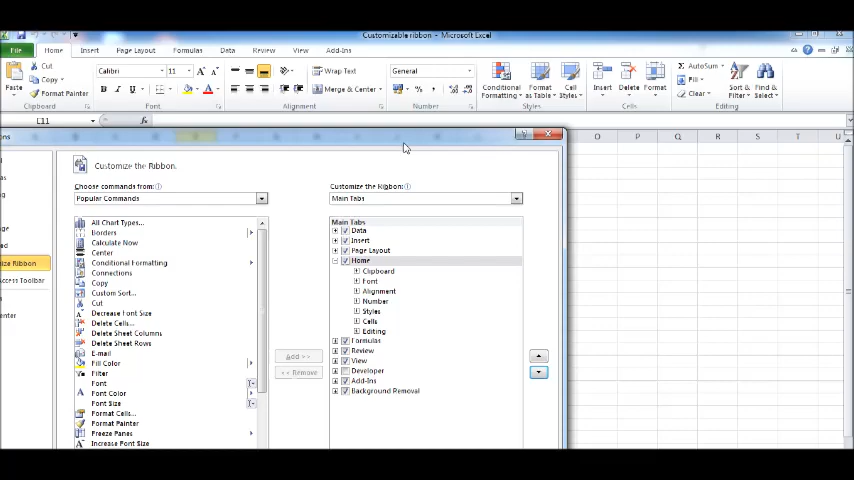 Customizable ribbon - Microsoft Excel
File Home Insert Page Layout Formulas Data Review View Add-Ins
Paste
Cut
Copy
Format Painter
Clipboard
Calibri 11
B I U
Font
Wrap Text
Merge & Center
Alignment
General
Number
Conditional Formatting
Format as Table
Cell Styles
Styles
Insert Delete Format
Cells
AutoSum
Fill
Clear
Sort & Filter
Find & Select
Editing
E11
fx
O P Q R S T U
Customize the Ribbon.
Choose commands from:
Popular Commands
All Chart Types...
Borders
Calculate Now
Center
Conditional Formatting
Connections
Copy
Custom Sort...
Cut
Decrease Font Size
Delete Cells...
Delete Sheet Columns
Delete Sheet Rows
E-mail
Fill Color
Filter
Font
Font Color
Font Size
Format Cells...
Format Painter
Freeze Panes
Increase Font Size
Add >>
<< Remove
Customize the Ribbon:
Main Tabs
Main Tabs
Data
Insert
Page Layout
Home
Clipboard
Font
Alignment
Number
Styles
Cells
Editing
Formulas
Review
View
Developer
Add-Ins
Background Removal
ize Ribbon
Access Toolbar